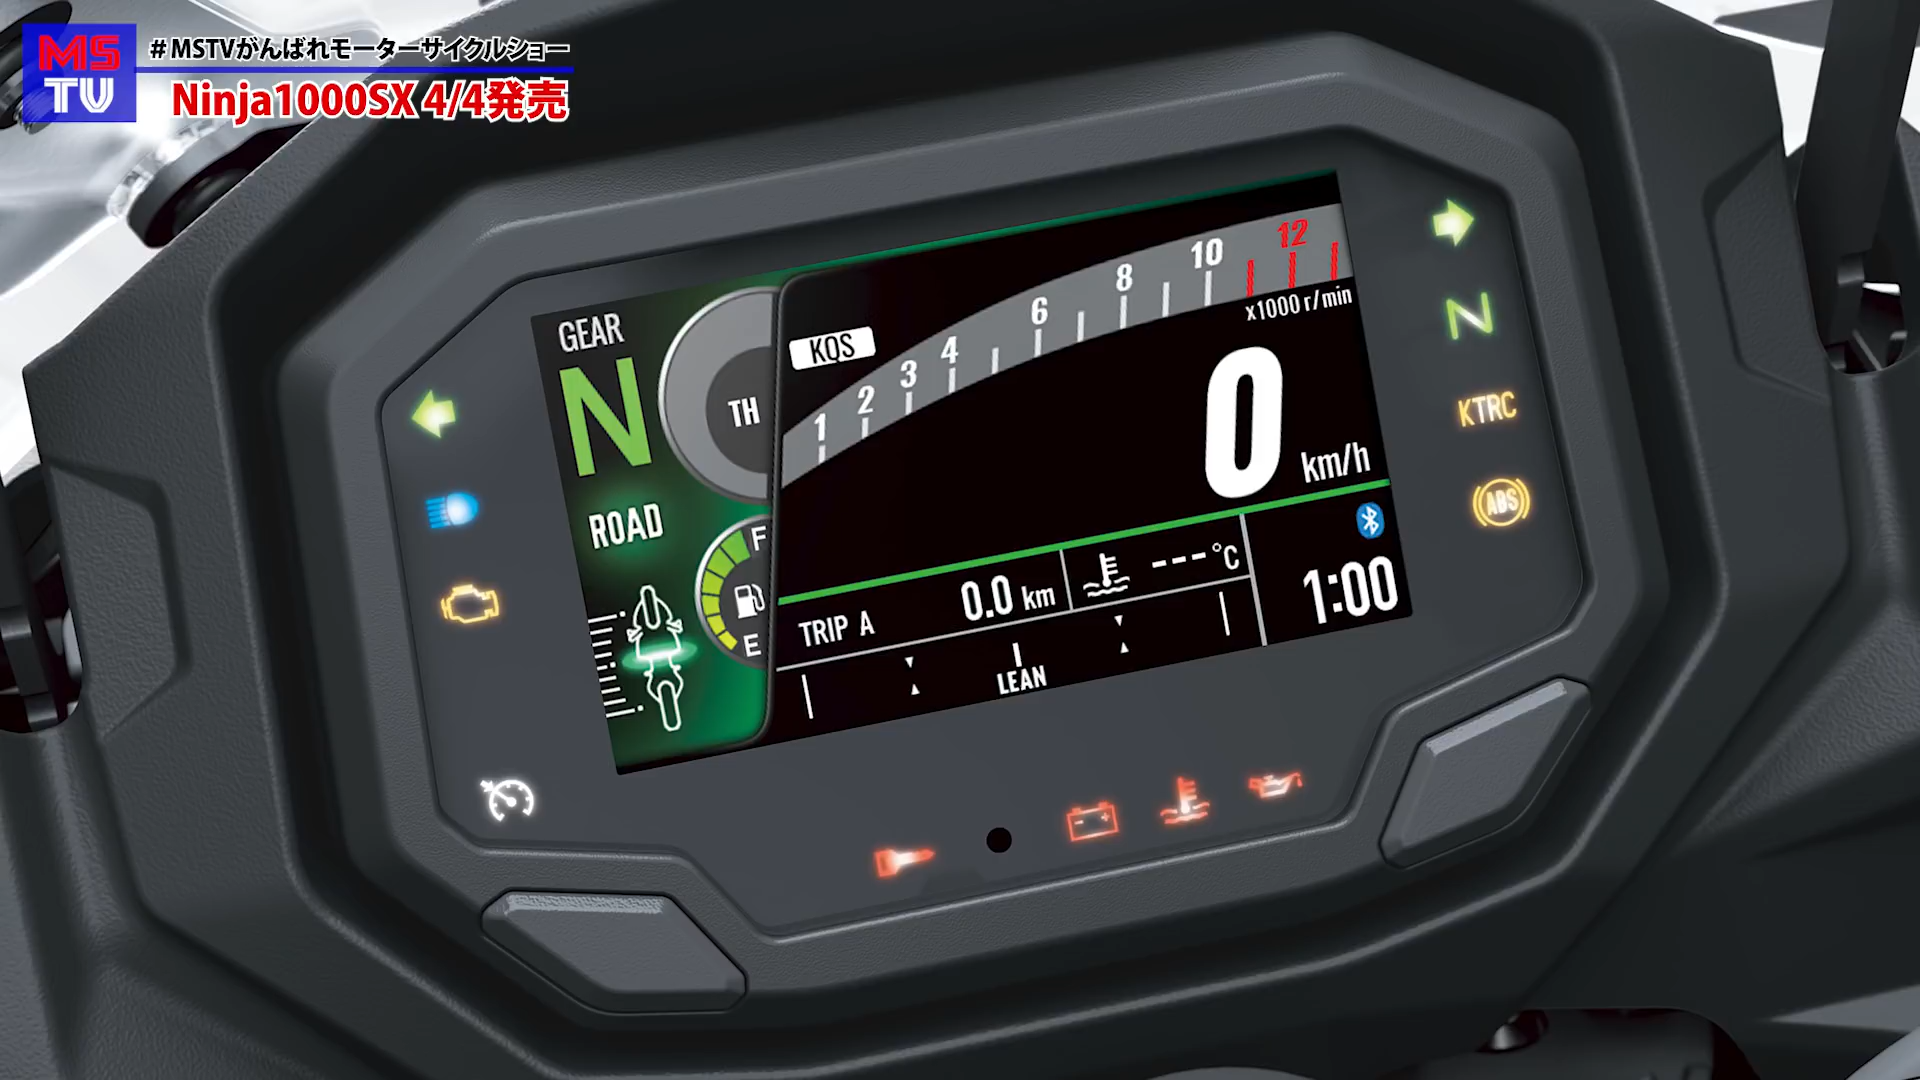 MS
TV
#MSTVがんばれモーターサイクルショー
Ninja1000SX 4/4発売
GEAR
N
ROAD
TH
F
E
KQS
1 2 3 4 6 8 10 12
x1000 r/min
0 km/h
TRIP A 0.0 km
---°C
1:00
LEAN
N
KTRC
ABS